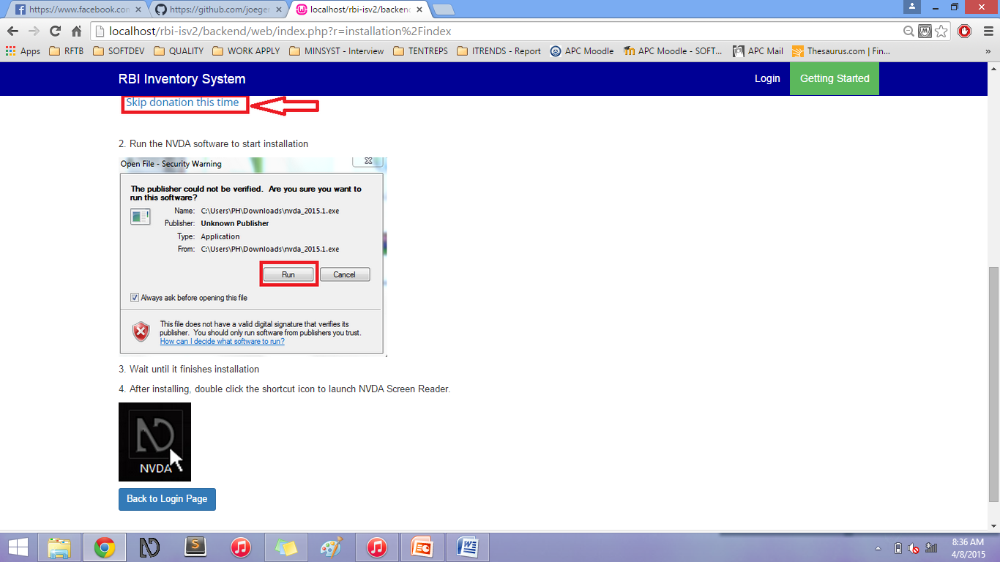 https://www.facebook.con
https://github.com/joeger
localhost/rbi-isv2/backend
localhost/rbi-isv2/backend/web/index.php?r=installation%2Findex
Apps RFTB SOFTDEV QUALITY WORK APPLY MINSYST - Interview TENTREPS ITRENDS - Report APC Moodle APC Moodle - SOFT... APC Mail Thesaurus.com | Fin... »
RBI Inventory System Login Getting Started
Skip donation this time
2. Run the NVDA software to start installation
Open File - Security Warning
The publisher could not be verified. Are you sure you want to
run this software?
Name: C:\Users\PH\Downloads\nvda_2015.1.exe
Publisher: Unknown Publisher
Type: Application
From: C:\Users\PH\Downloads\nvda_2015.1.exe
Run Cancel
Always ask before opening this file
This file does not have a valid digital signature that verifies its
publisher. You should only run software from publishers you trust.
How can I decide what software to run?
3. Wait until it finishes installation
4. After installing, double click the shortcut icon to launch NVDA Screen Reader.
NVDA
Back to Login Page
8:36 AM
4/8/2015